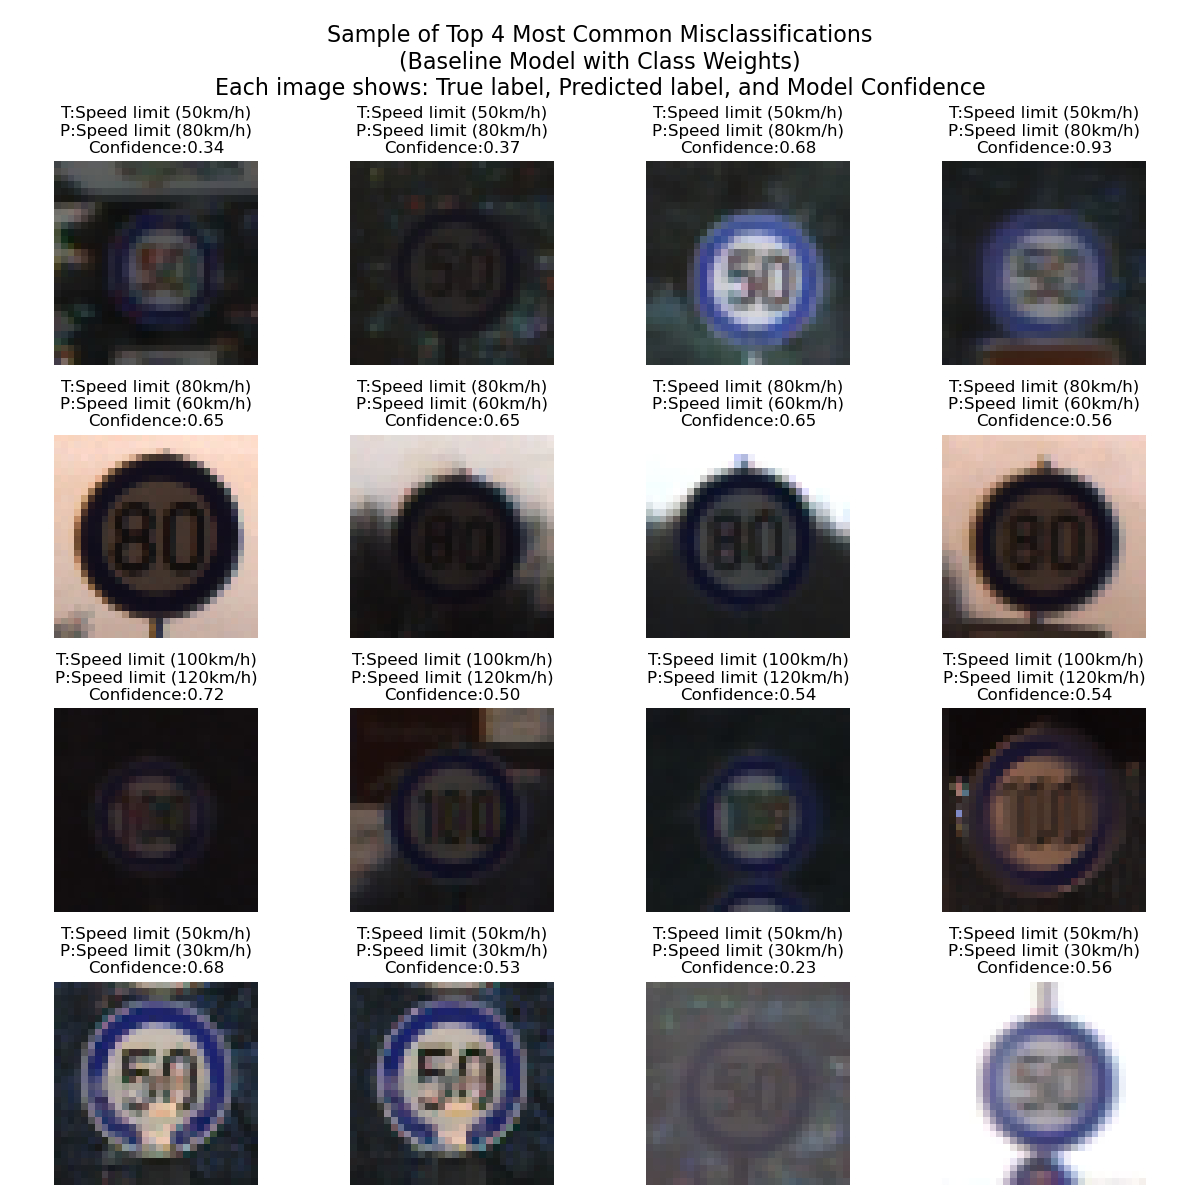 Sample of Top 4 Most Common Misclassifications
(Baseline Model with Class Weights)
Each image shows: True label, Predicted label, and Model Confidence
T:Speed limit (50km/h)
P:Speed limit (80km/h)
Confidence:0.34
T:Speed limit (50km/h)
P:Speed limit (80km/h)
Confidence:0.37
T:Speed limit (50km/h)
P:Speed limit (80km/h)
Confidence:0.68
T:Speed limit (50km/h)
P:Speed limit (80km/h)
Confidence:0.93
50
50
T:Speed limit (80km/h)
P:Speed limit (60km/h)
Confidence:0.65
T:Speed limit (80km/h)
P:Speed limit (60km/h)
Confidence:0.65
T:Speed limit (80km/h)
P:Speed limit (60km/h)
Confidence:0.65
T:Speed limit (80km/h)
P:Speed limit (60km/h)
Confidence:0.56
80
80
80
80
T:Speed limit (100km/h)
P:Speed limit (120km/h)
Confidence:0.72
T:Speed limit (100km/h)
P:Speed limit (120km/h)
Confidence:0.50
T:Speed limit (100km/h)
P:Speed limit (120km/h)
Confidence:0.54
T:Speed limit (100km/h)
P:Speed limit (120km/h)
Confidence:0.54
100
100
T:Speed limit (50km/h)
P:Speed limit (30km/h)
Confidence:0.68
T:Speed limit (50km/h)
P:Speed limit (30km/h)
Confidence:0.53
T:Speed limit (50km/h)
P:Speed limit (30km/h)
Confidence:0.23
T:Speed limit (50km/h)
P:Speed limit (30km/h)
Confidence:0.56
50
50
50
50